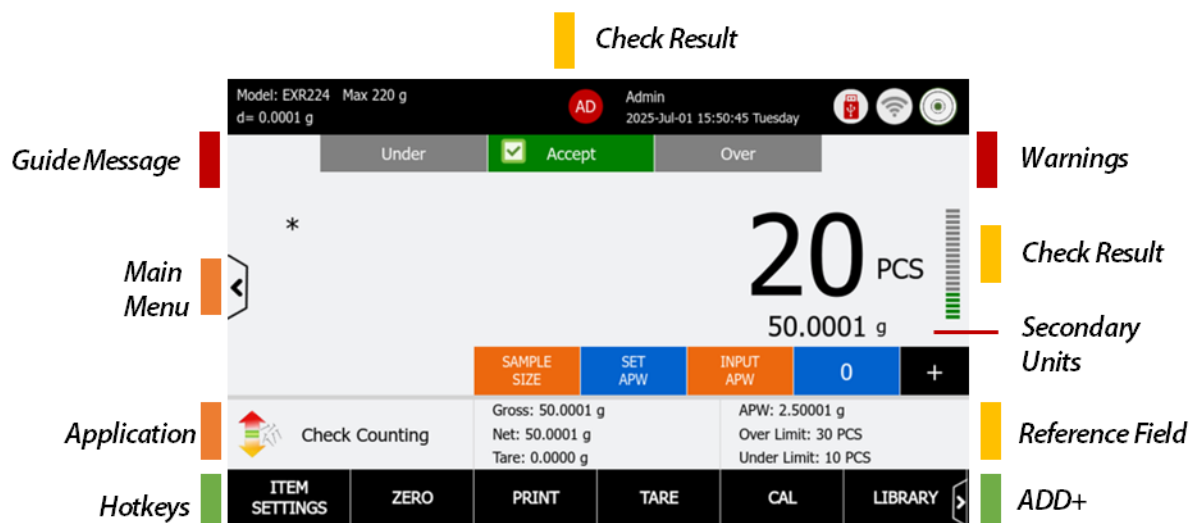 Check Result
Model: EXR224 Max 220 g
d= 0.0001 g
AD
Admin
2025-Jul-01 15:50:45 Tuesday
Guide Message
Under
Accept
Over
Warnings
*
20 PCS
Check Result
Main
Menu
50.0001 g
Secondary
Units
SAMPLE
SIZE
SET
APW
INPUT
APW
0
+
Application
Check Counting
Gross: 50.0001 g
Net: 50.0001 g
Tare: 0.0000 g
APW: 2.50001 g
Over Limit: 30 PCS
Under Limit: 10 PCS
Reference Field
Hotkeys
ITEM
SETTINGS
ZERO
PRINT
TARE
CAL
LIBRARY
ADD+